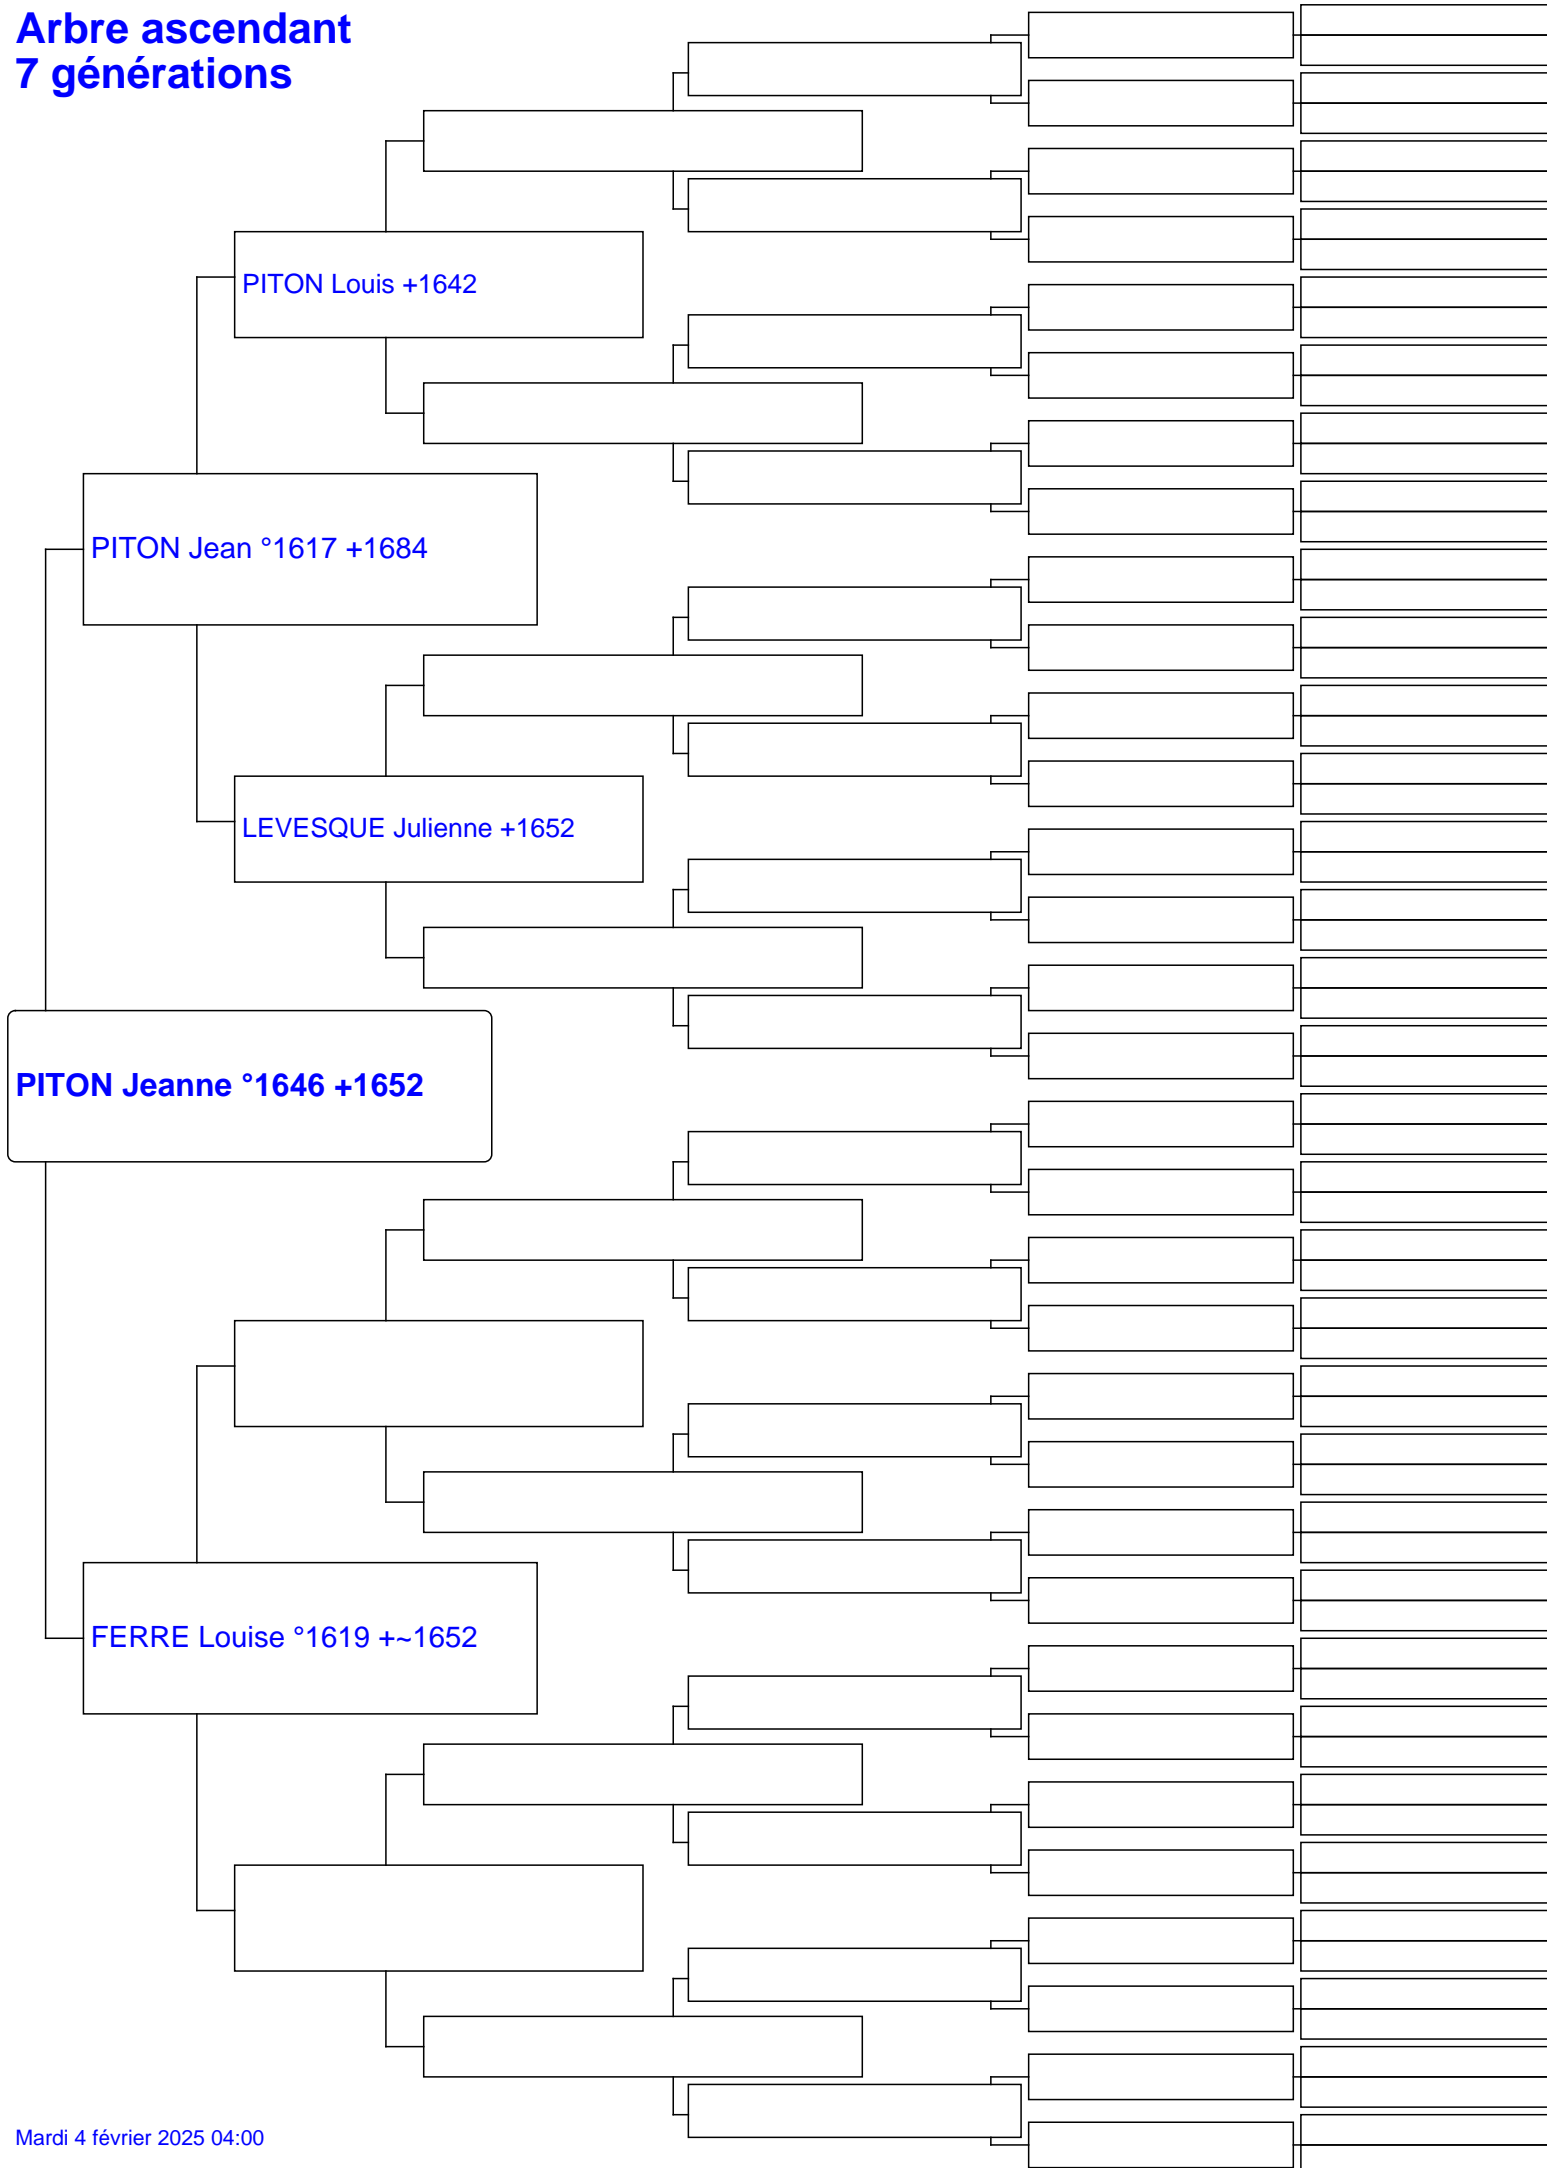 Arbre ascendant
7 générations
PITON Louis +1642
PITON Jean °1617 +1684
LEVESQUE Julienne +1652
PITON Jeanne °1646 +1652
FERRE Louise °1619 +~1652
Mardi 4 février 2025 04:00